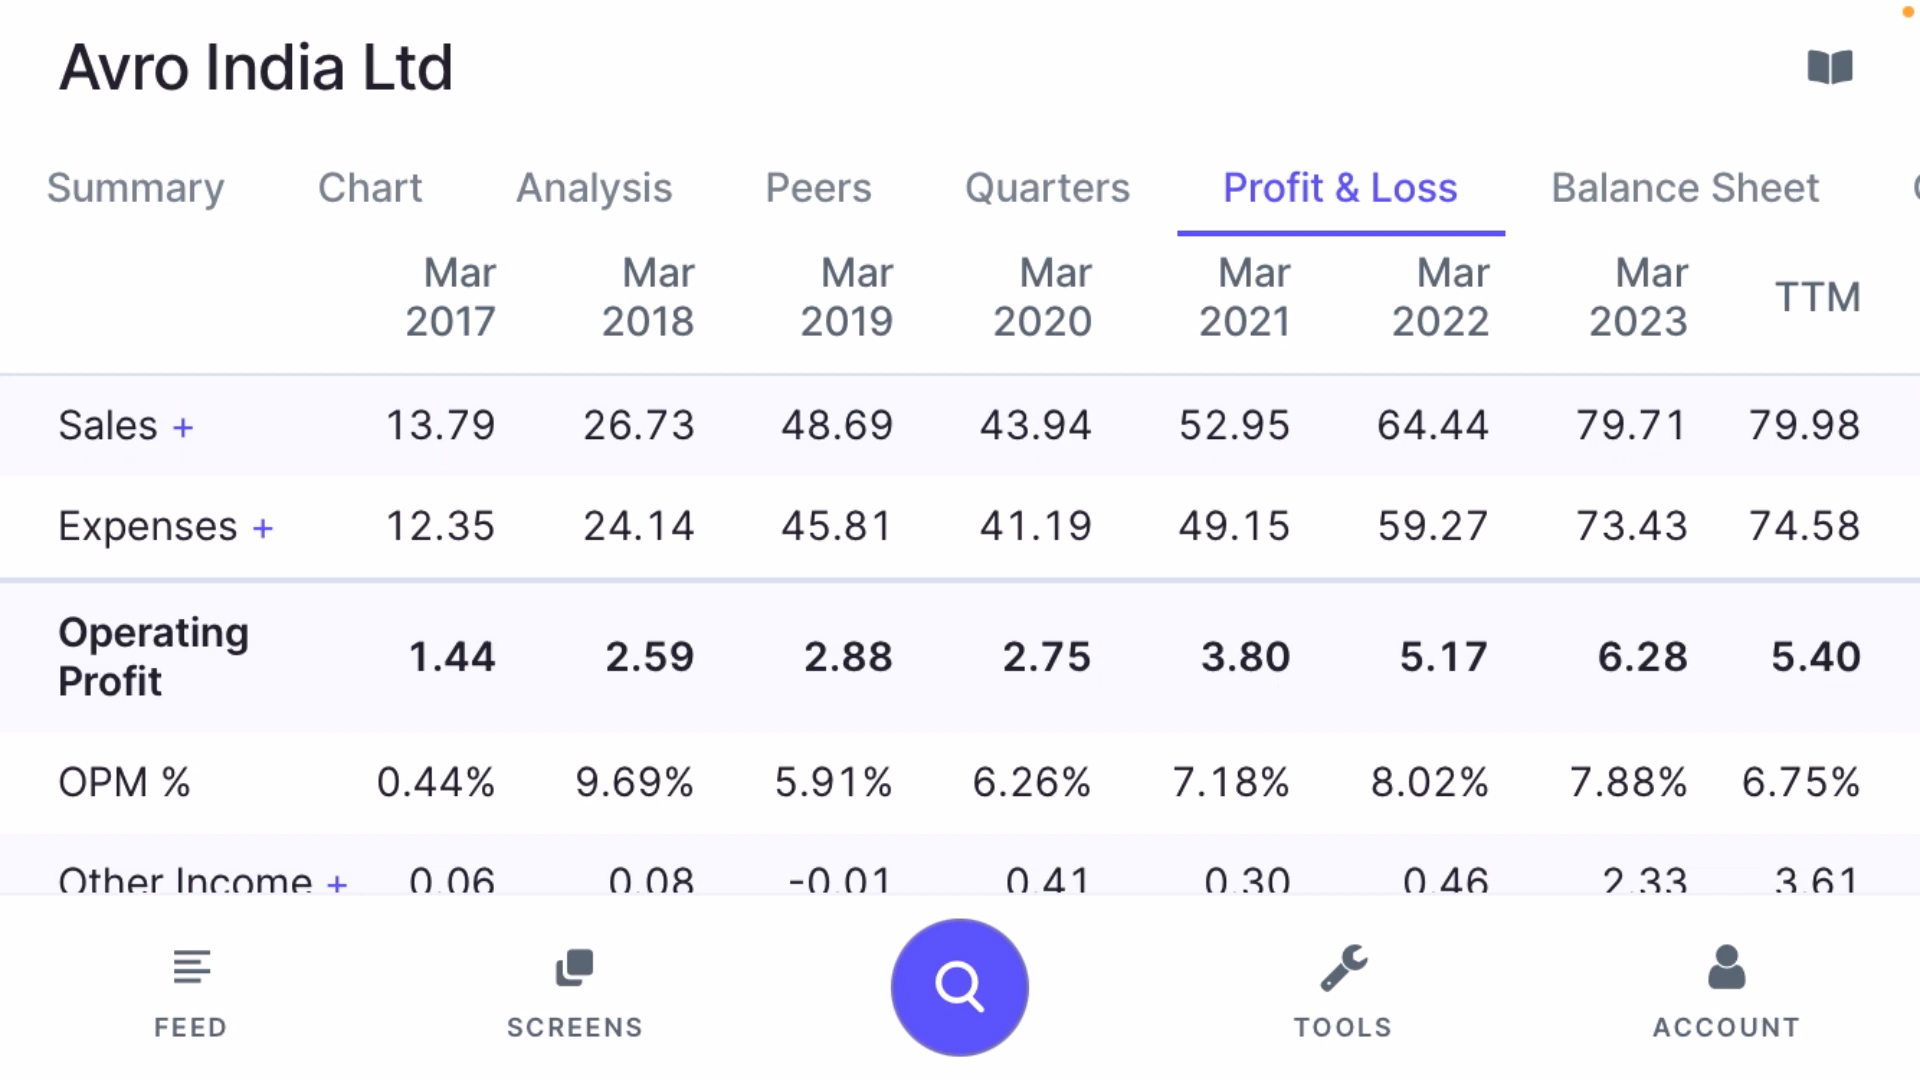 Avro India Ltd
Summary Chart Analysis Peers Quarters Profit & Loss Balance Sheet
Mar 2017 Mar 2018 Mar 2019 Mar 2020 Mar 2021 Mar 2022 Mar 2023 TTM
Sales + 13.79 26.73 48.69 43.94 52.95 64.44 79.71 79.98
Expenses + 12.35 24.14 45.81 41.19 49.15 59.27 73.43 74.58
Operating Profit 1.44 2.59 2.88 2.75 3.80 5.17 6.28 5.40
OPM % 0.44% 9.69% 5.91% 6.26% 7.18% 8.02% 7.88% 6.75%
Other Income + 0.06 0.08 -0.01 0.41 0.30 0.46 2.33 3.61
FEED SCREENS TOOLS ACCOUNT